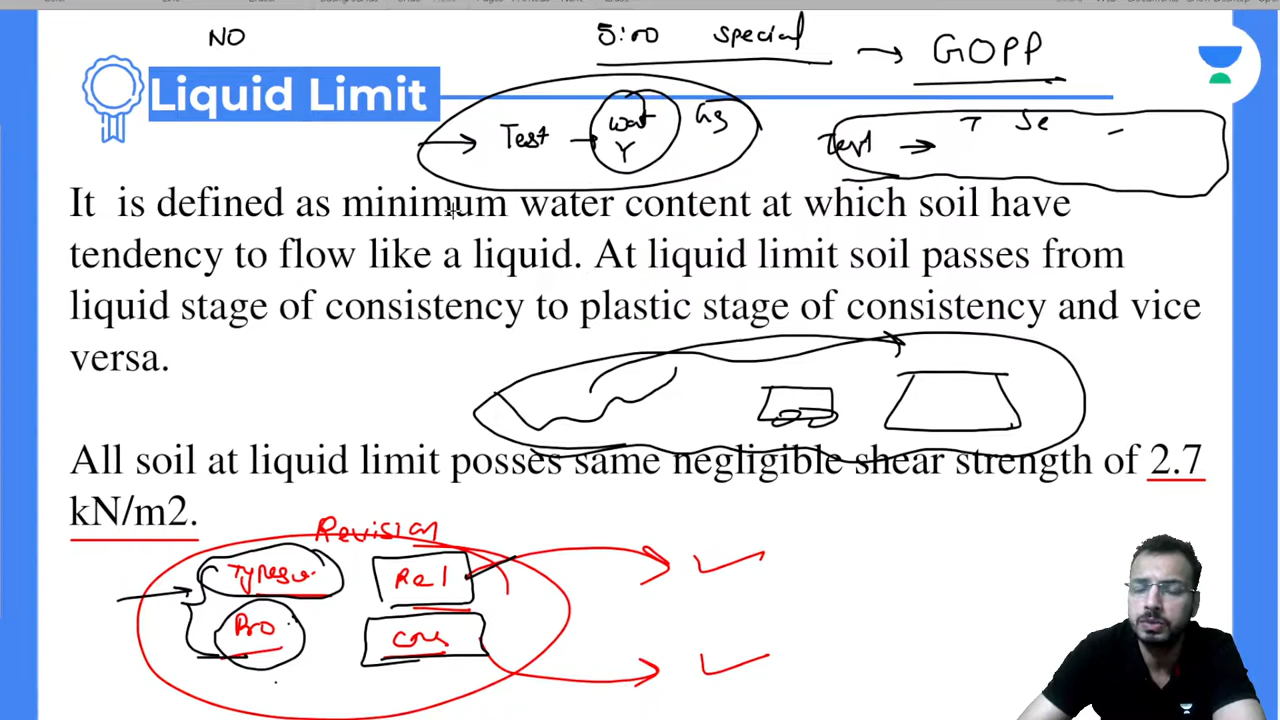 NO
5:00 special → GOPP
Liquid Limit
→ Test → wat Y
Test →
It is defined as minimum water content at which soil have
tendency to flow like a liquid. At liquid limit soil passes from
liquid stage of consistency to plastic stage of consistency and vice
versa.
All soil at liquid limit posses same negligible shear strength of 2.7
kN/m2.
Revision
Rel
Pro
Cons